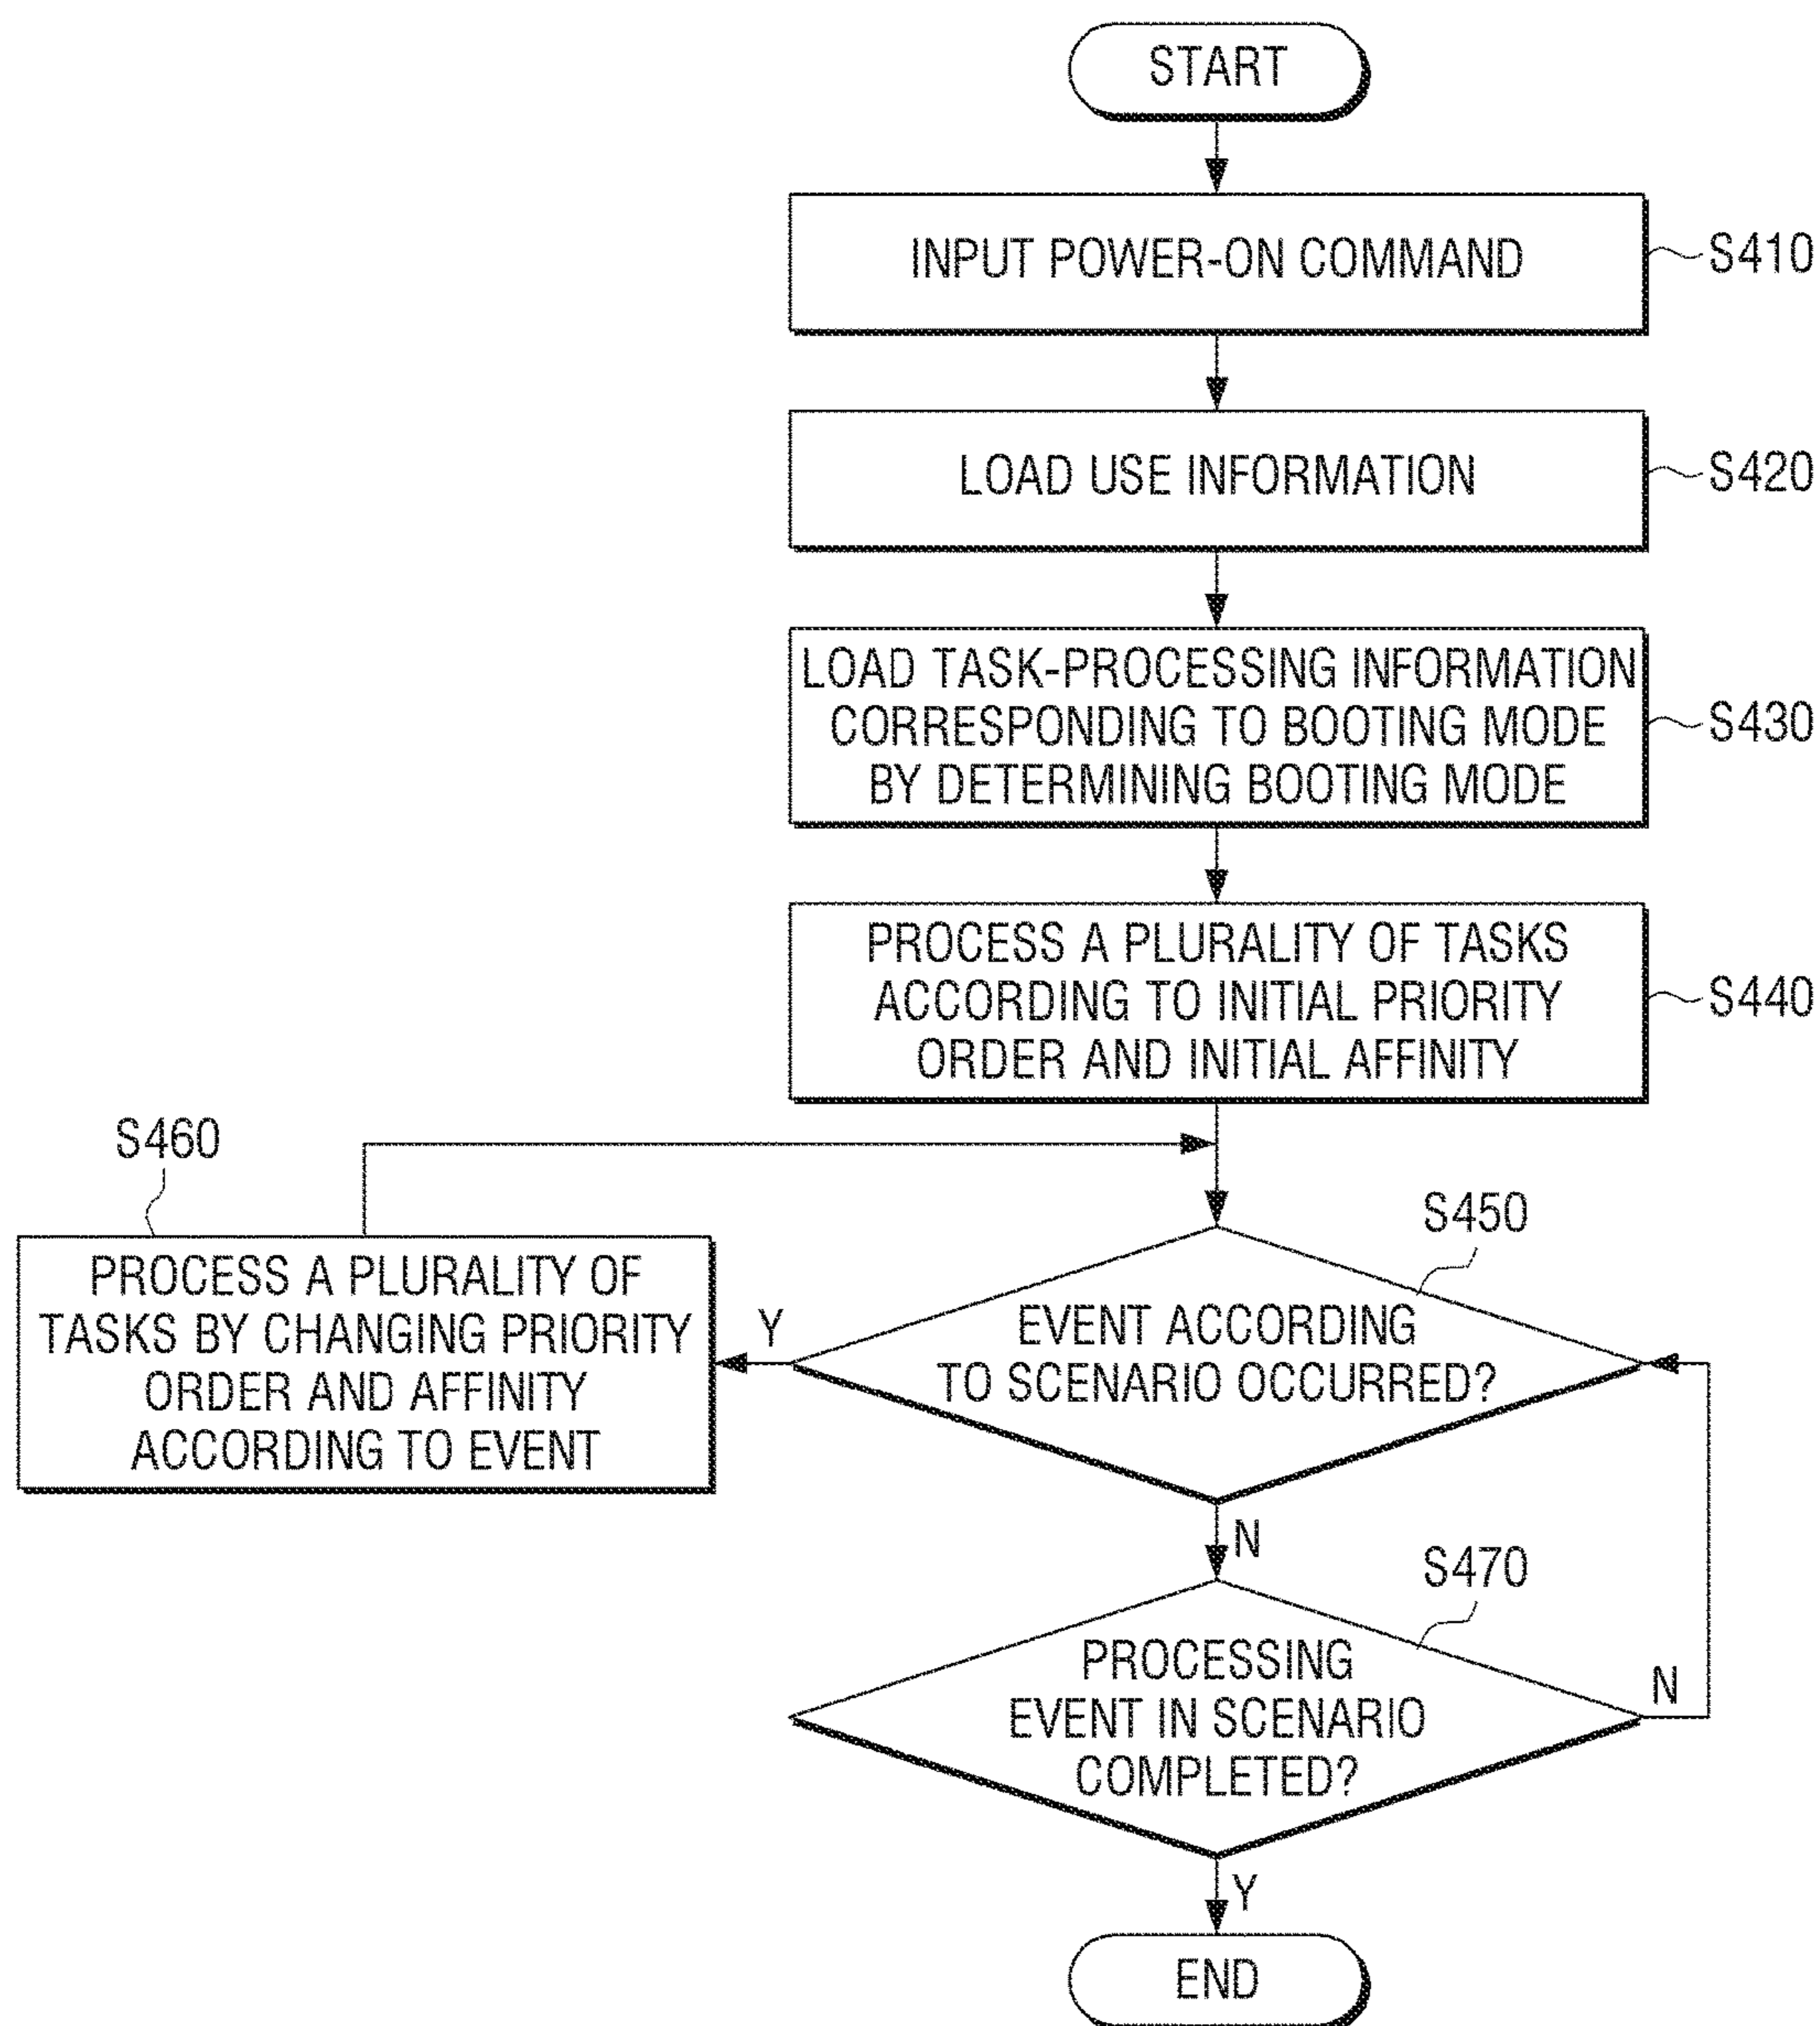 START
INPUT POWER-ON COMMAND
S410
LOAD USE INFORMATION
S420
LOAD TASK-PROCESSING INFORMATION
CORRESPONDING TO BOOTING MODE
BY DETERMINING BOOTING MODE
S430
PROCESS A PLURALITY OF TASKS
ACCORDING TO INITIAL PRIORITY
ORDER AND INITIAL AFFINITY
S440
S460
PROCESS A PLURALITY OF
TASKS BY CHANGING PRIORITY
ORDER AND AFFINITY
ACCORDING TO EVENT
Y
S450
EVENT ACCORDING
TO SCENARIO OCCURRED?
N
S470
PROCESSING
EVENT IN SCENARIO
COMPLETED?
N
Y
END